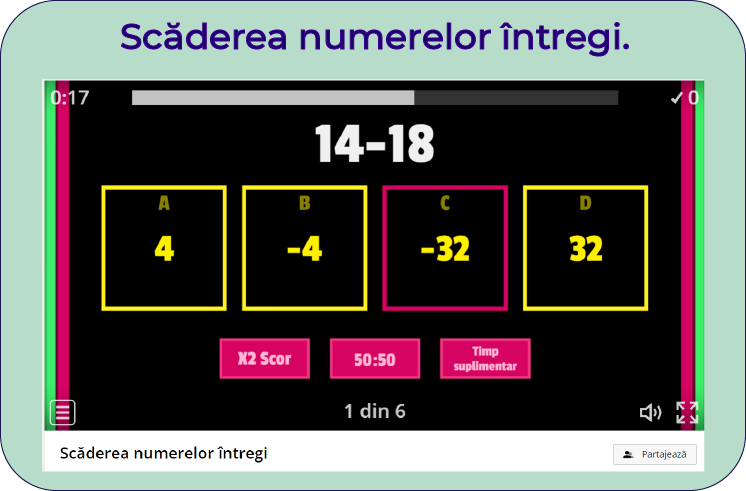 Scăderea numerelor întregi.
0:17 ✓ 0
14-18
A B C D
4 -4 -32 32
X2 Scor 50:50 Timp suplimentar
1 din 6
Scăderea numerelor întregi
Partajează